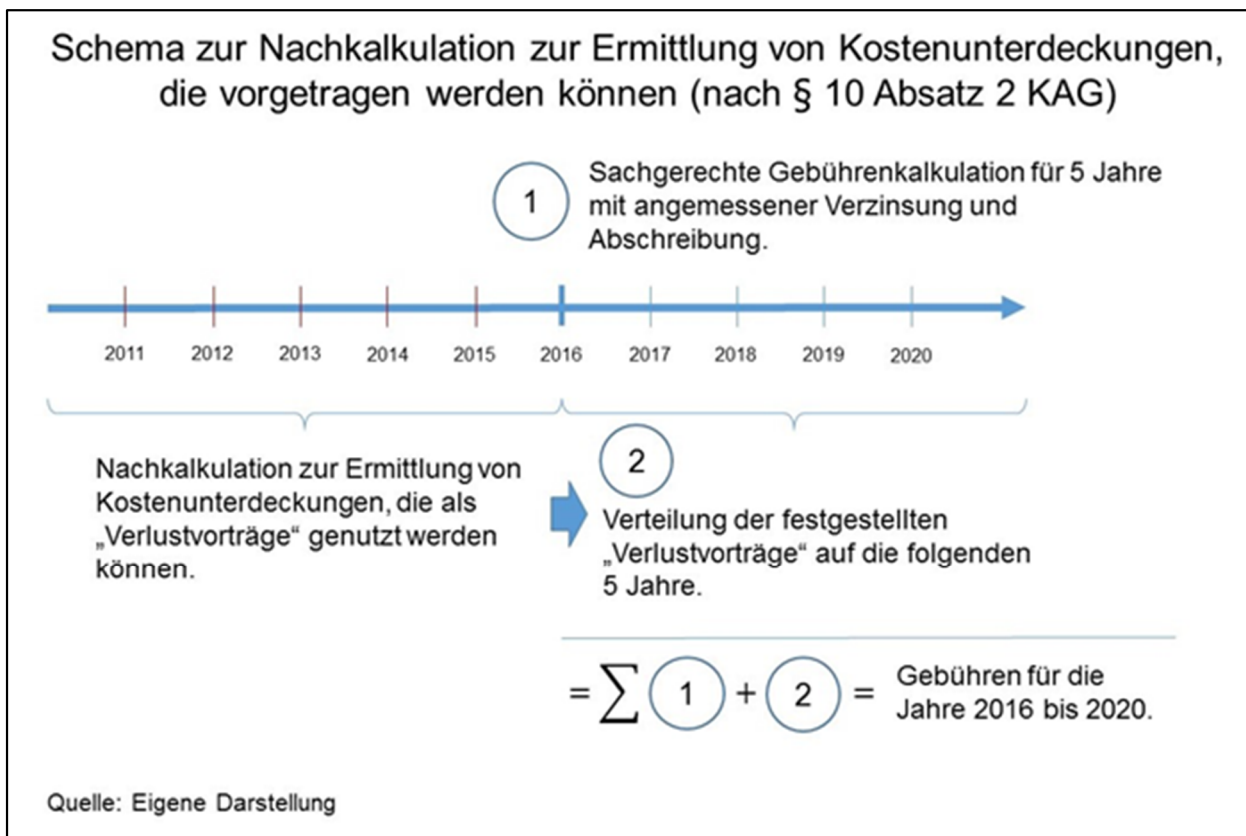 Schema zur Nachkalkulation zur Ermittlung von Kostenunterdeckungen,
die vorgetragen werden können (nach § 10 Absatz 2 KAG)
1
Sachgerechte Gebührenkalkulation für 5 Jahre
mit angemessener Verzinsung und
Abschreibung.
2011 2012 2013 2014 2015 2016 2017 2018 2019 2020
Nachkalkulation zur Ermittlung von
Kostenunterdeckungen, die als
„Verlustvorträge“ genutzt werden
können.
2
Verteilung der festgestellten
„Verlustvorträge“ auf die folgenden
5 Jahre.
= ∑ 1 + 2 = Gebühren für die
Jahre 2016 bis 2020.
Quelle: Eigene Darstellung